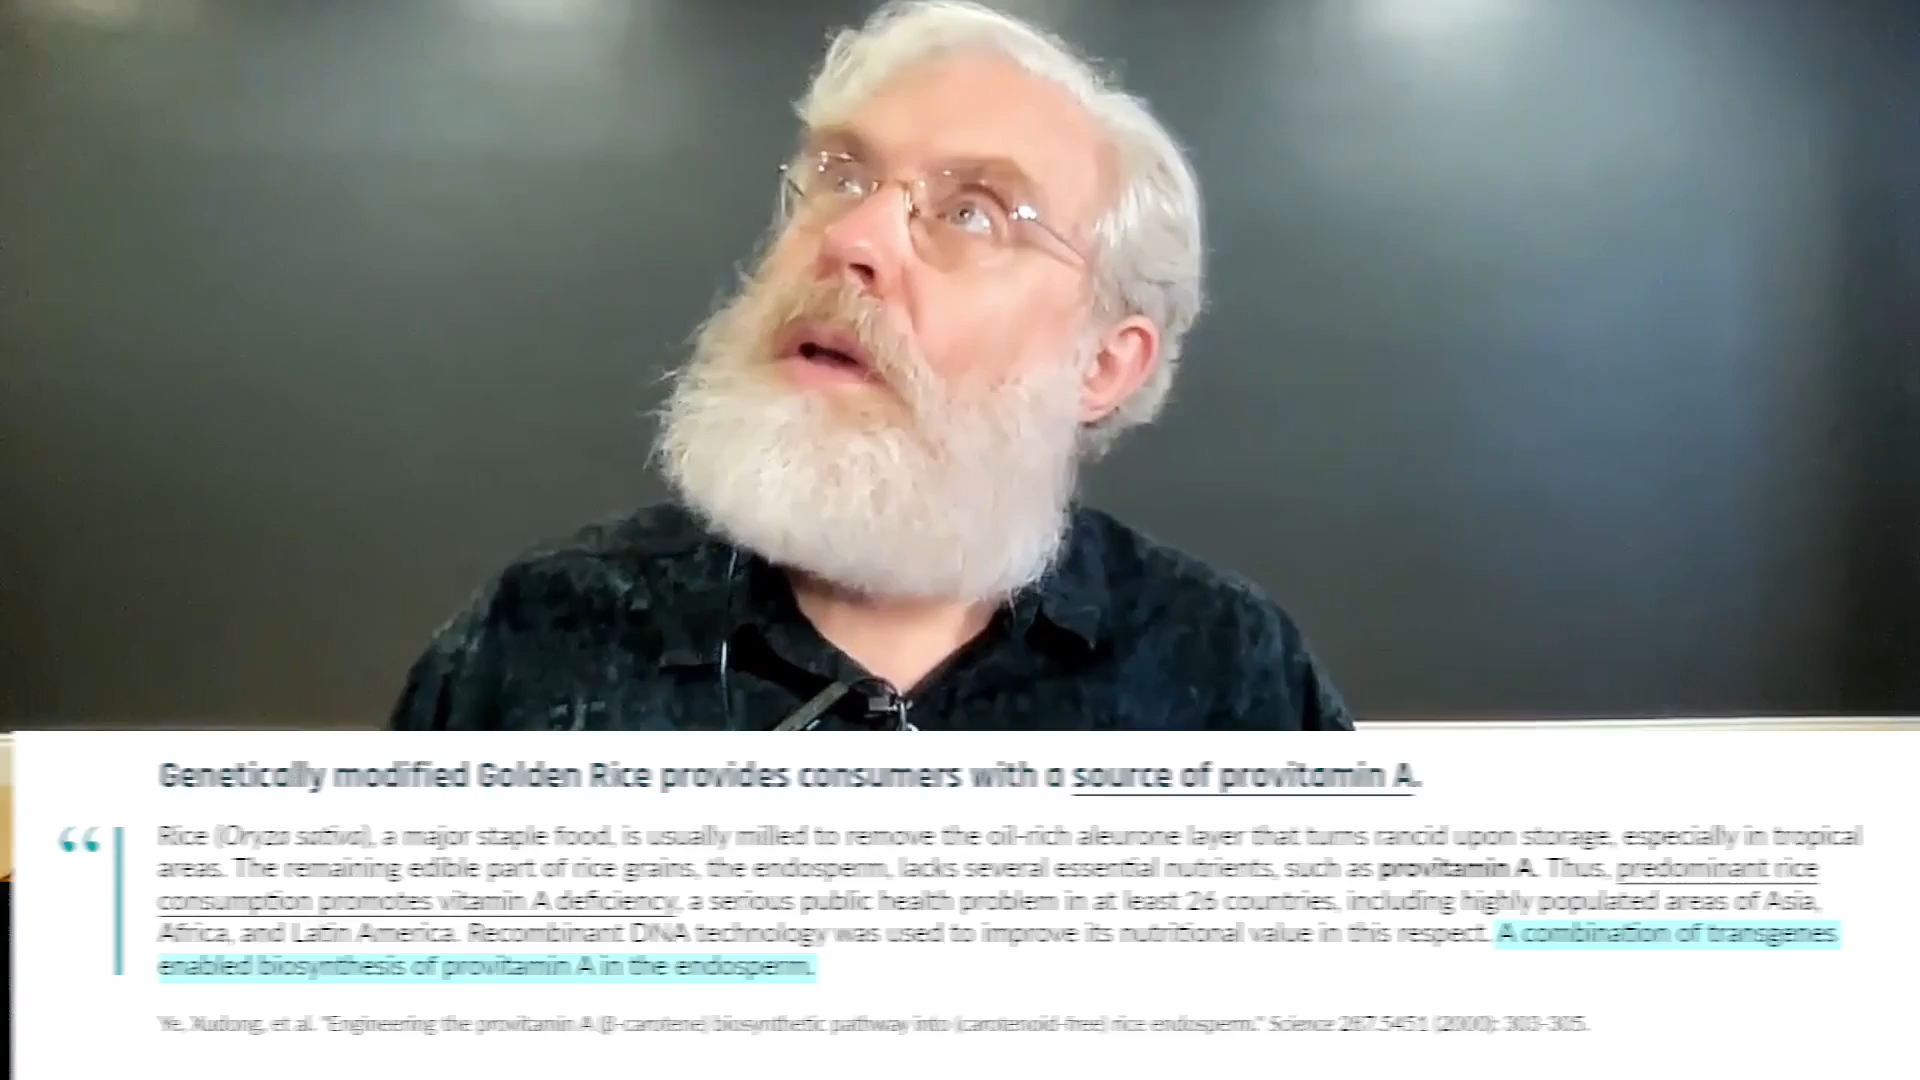 Genetically modified Golden Rice provides consumers with a source of provitamin A.
“ Rice (Oryza sativa), a major staple food, is usually milled to remove the oil-rich aleurone layer that turns rancid upon storage, especially in tropical
areas. The remaining edible part of rice grains, the endosperm, lacks several essential nutrients, such as provitamin A. Thus, predominant rice
consumption promotes vitamin A deficiency, a serious public health problem in at least 26 countries, including highly populated areas of Asia,
Africa, and Latin America. Recombinant DNA technology was used to improve its nutritional value in this respect. A combination of transgenes
enabled biosynthesis of provitamin A in the endosperm.
Ye, Xudong, et al. "Engineering the provitamin A (β-carotene) biosynthetic pathway into (carotenoid-free) rice endosperm." Science 287.5451 (2000): 303-305.